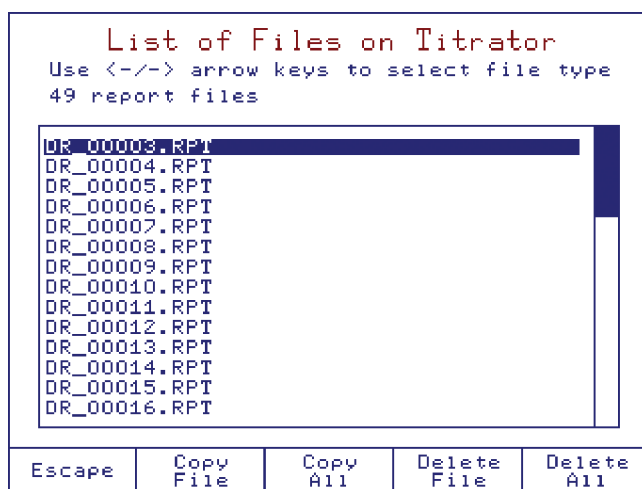 List of Files on Titrator
Use <-/-> arrow keys to select file type
49 report files
DR_00003.RPT
DR_00004.RPT
DR_00005.RPT
DR_00006.RPT
DR_00007.RPT
DR_00008.RPT
DR_00009.RPT
DR_00010.RPT
DR_00011.RPT
DR_00012.RPT
DR_00013.RPT
DR_00014.RPT
DR_00015.RPT
DR_00016.RPT
Escape
Copy
File
Copy
All
Delete
File
Delete
All